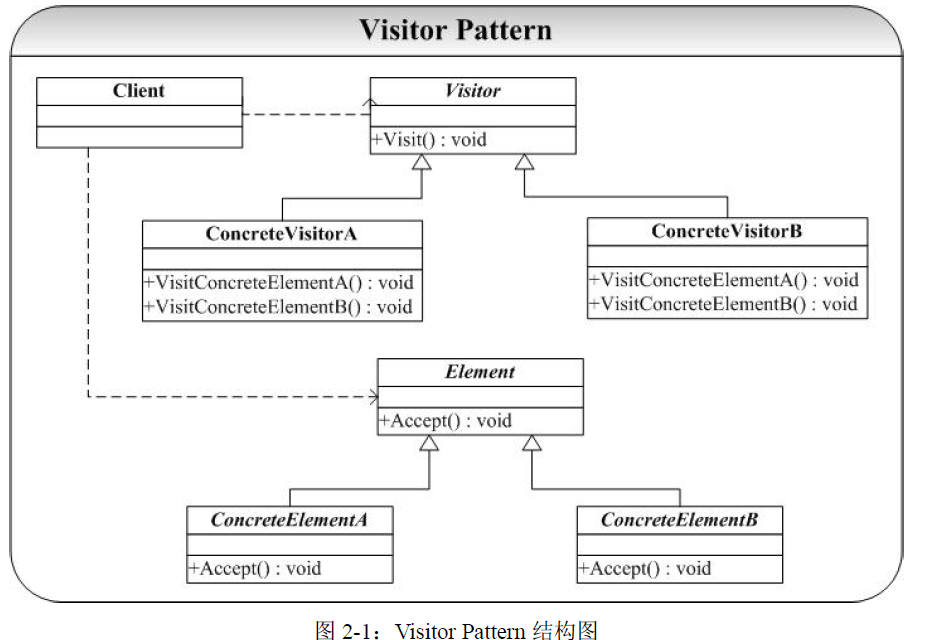 Visitor Pattern
Client
Visitor
+Visit() : void
ConcreteVisitorA
+VisitConcreteElementA() : void
+VisitConcreteElementB() : void
ConcreteVisitorB
+VisitConcreteElementA() : void
+VisitConcreteElementB() : void
Element
+Accept() : void
ConcreteElementA
+Accept() : void
ConcreteElementB
+Accept() : void
图 2-1：Visitor Pattern 结构图